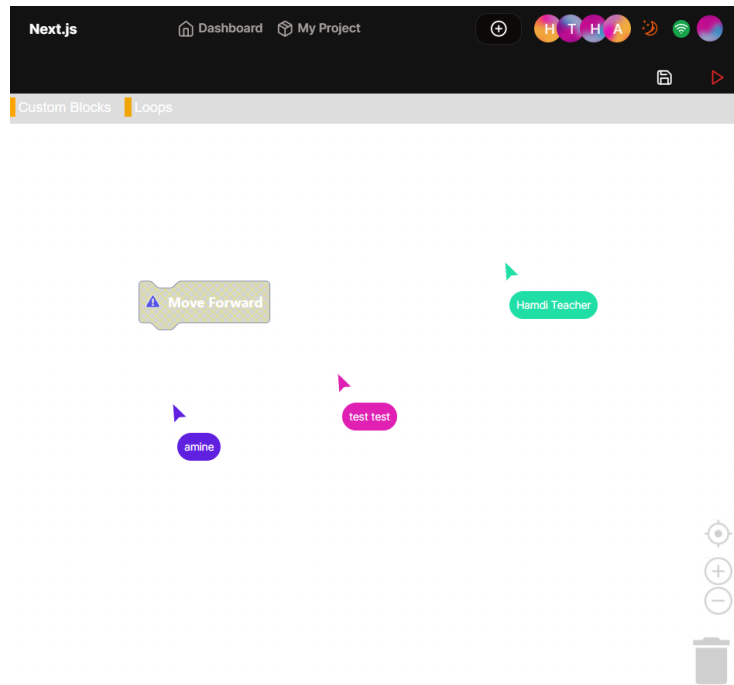 Next.js
Dashboard
My Project
H T H A
Custom Blocks
Loops
Move Forward
Hamdi Teacher
test test
amine